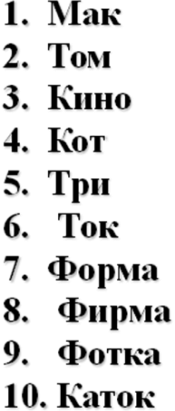 1. Мак
2. Том
3. Кино
4. Кот
5. Три
6. Ток
7. Форма
8. Фирма
9. Фотка
10. Каток